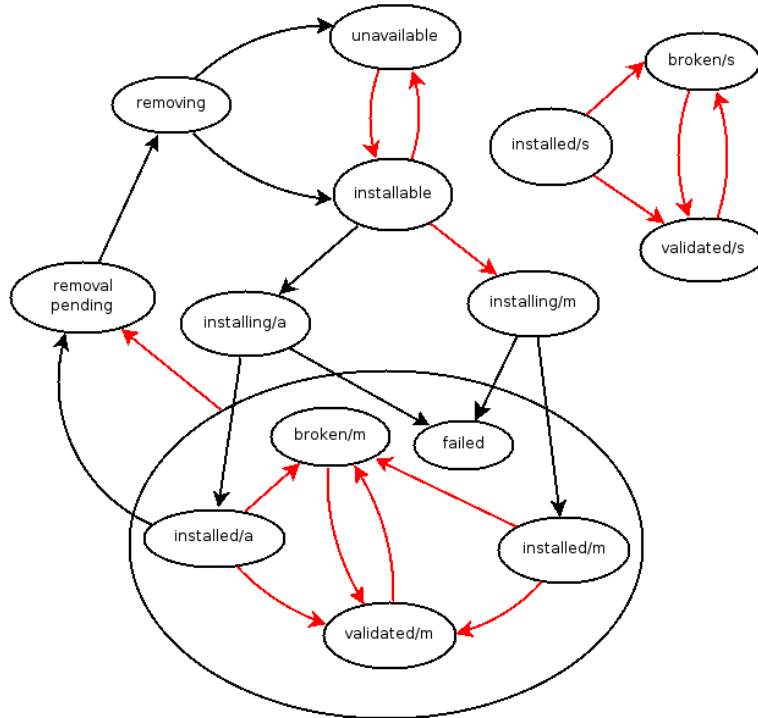 unavailable
broken/s
removing
installed/s
installable
validated/s
removal
pending
installing/m
installing/a
broken/m
failed
installed/a
installed/m
validated/m